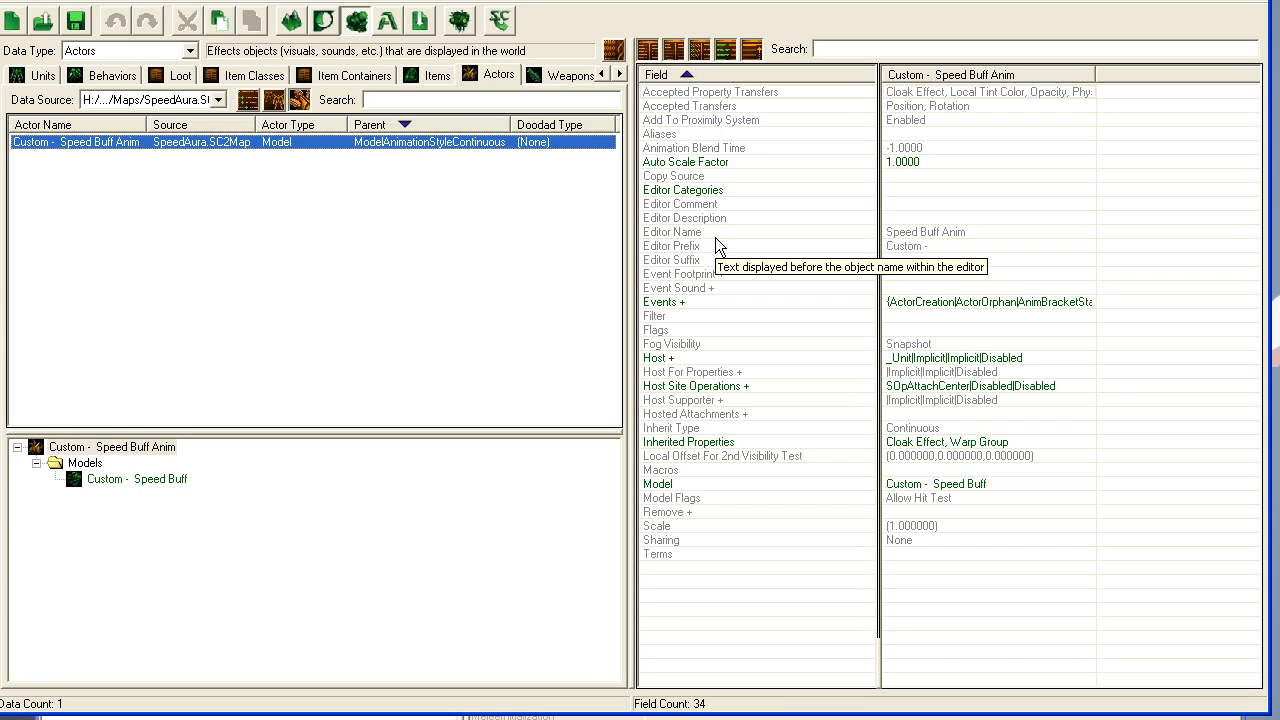 Data Type: Actors Effects objects (visuals, sounds, etc.) that are displayed in the world
Units Behaviors Loot Item Classes Item Containers Items Actors Weapons
Data Source: H:/.../Maps/SpeedAura.S Search:
Actor Name Source Actor Type Parent Doodad Type
Custom - Speed Buff Anim SpeedAura.SC2Map Model ModelAnimationStyleContinuous (None)
Custom - Speed Buff Anim
Models
Custom - Speed Buff
Data Count: 1
Search:
Field Custom - Speed Buff Anim
Accepted Property Transfers Cloak Effect, Hd Tint Color, Opacity, Phy
Accepted Transfers Position, Rotation
Add To Proximity System Enabled
Aliases
Animation Blend Time -1.0000
Auto Scale Factor 1.0000
Copy Source
Editor Categories
Editor Comment
Editor Description
Editor Name Speed Buff Anim
Editor Prefix Custom -
Editor Suffix
Text displayed before the object name within the editor
Event Footprint
Event Sound +
Events + {ActorCreation|ActorOrphan|AnimBracketSta
Filter
Flags
Fog Visibility Snapshot
Host + _Unit|Implicit|Implicit|Disabled
Host For Properties + |Implicit|Implicit|Disabled
Host Site Operations + SOpAttachCenter|Disabled|Disabled
Host Supporter + |Implicit|Implicit|Disabled
Hosted Attachments +
Inherit Type Continuous
Inherited Properties Cloak Effect, Warp Group
Local Offset For 2nd Visibility Test (0.000000,0.000000,0.000000)
Macros
Model Custom - Speed Buff
Model Flags Allow Hit Test
Remove +
Scale (1.000000)
Sharing None
Terms
Field Count: 34